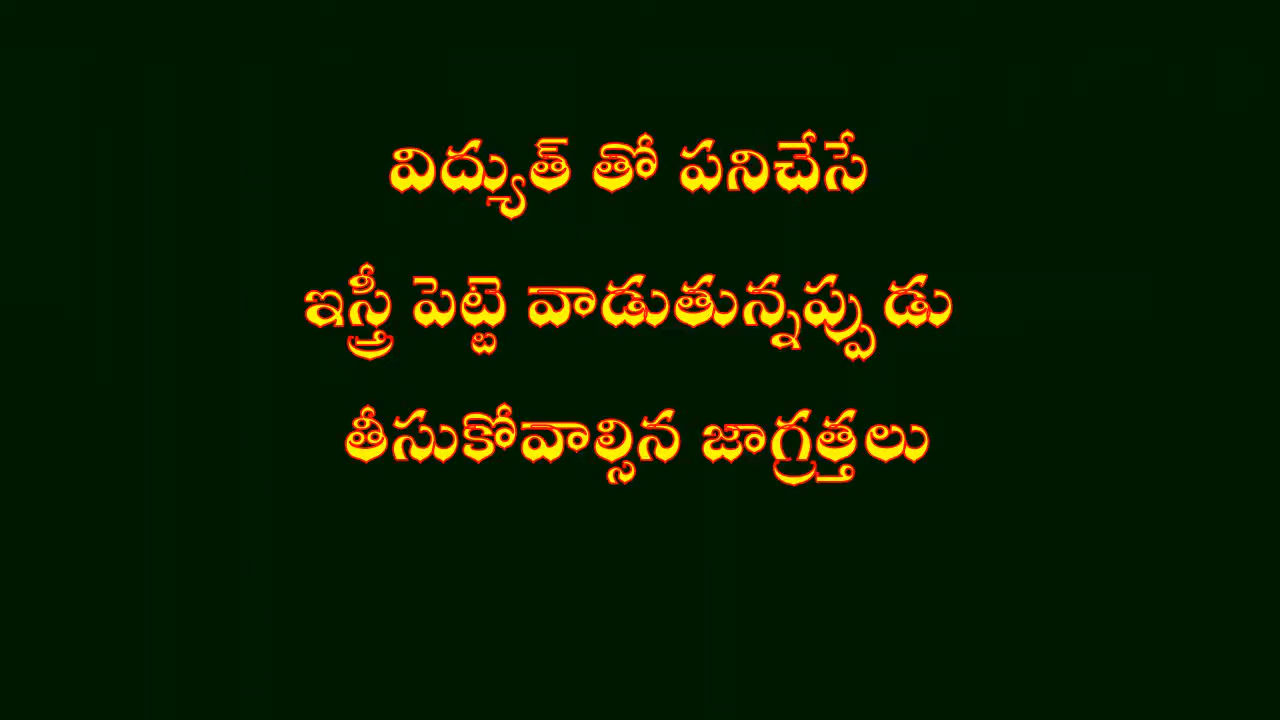 విద్యుత్ తో పనిచేసే
ఇస్త్రీ పెట్టె వాడుతున్నప్పుడు
తీసుకోవాల్సిన జాగ్రత్తలు